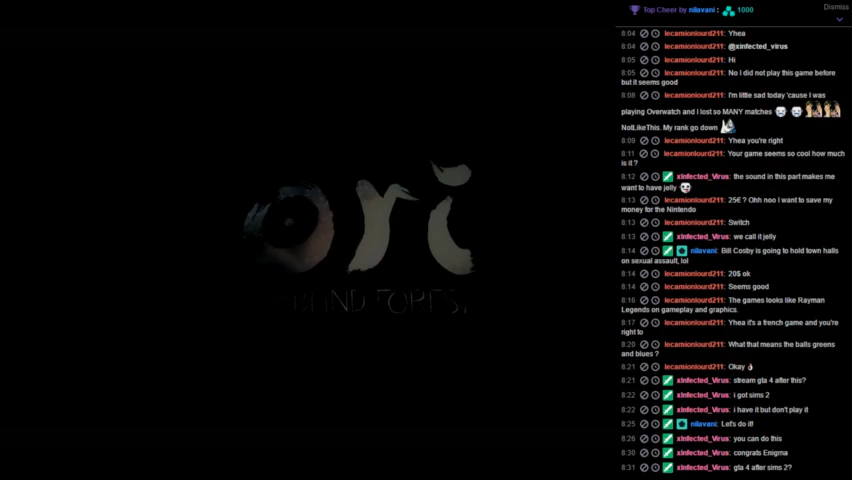 Top Cheer by nilavani : 1000
Dismiss
8:04 lecamionlourd211: Yhea
8:04 lecamionlourd211: @xinfected_virus
8:05 lecamionlourd211: Hi
8:05 lecamionlourd211: No I did not play this game before
but it seems good
8:08 lecamionlourd211: I'm little sad today 'cause I was
playing Overwatch and I lost so MANY matches
NotLikeThis. My rank go down
8:09 lecamionlourd211: Yhea you're right
8:11 lecamionlourd211: Your game seems so cool how much
is it ?
8:12 xInfected_Virus: the sound in this part makes me
want to have jelly
8:13 lecamionlourd211: 25€ ? Ohh noo I want to save my
money for the Nintendo
8:13 lecamionlourd211: Switch
8:13 xInfected_Virus: we call it jelly
8:14 nilavani: Bill Cosby is going to hold town halls
on sexual assault, lol
8:14 lecamionlourd211: 20$ ok
8:14 lecamionlourd211: Seems good
8:16 lecamionlourd211: The games looks like Rayman
Legends on gameplay and graphics.
8:17 lecamionlourd211: Yhea it's a french game and you're
right to
8:20 lecamionlourd211: What that means the balls greens
and blues ?
8:21 lecamionlourd211: Okay
8:21 xInfected_Virus: stream gta 4 after this?
8:22 xInfected_Virus: i got sims 2
8:22 xInfected_Virus: i have it but don't play it
8:25 nilavani: Let's do it!
8:26 xInfected_Virus: you can do this
8:30 xInfected_Virus: congrats Enigma
8:31 xInfected_Virus: gta 4 after sims 2?
ori
BLIND FOREST